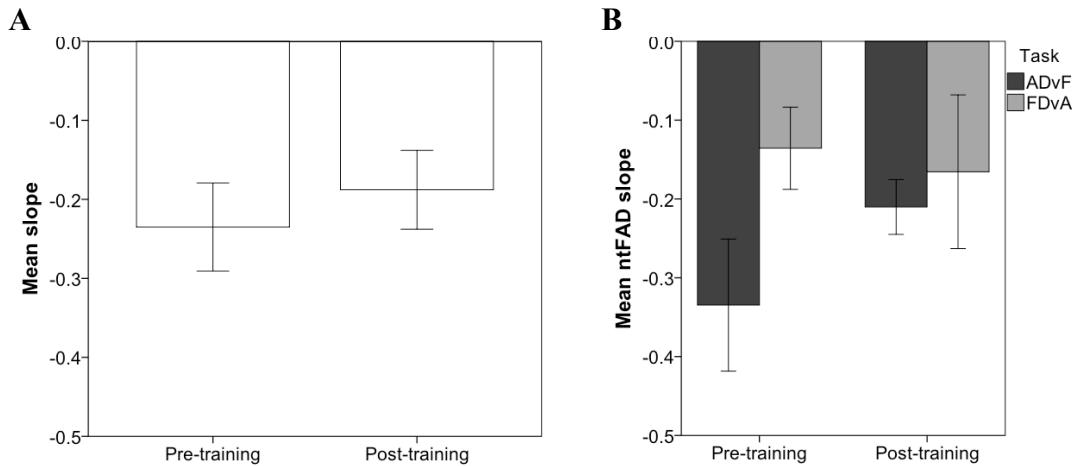 A
Mean slope
0.0
-0.1
-0.2
-0.3
-0.4
-0.5
Pre-training
Post-training
B
Mean ntFAD slope
0.0
-0.1
-0.2
-0.3
-0.4
-0.5
Pre-training
Post-training
Task
ADvF
FDvA